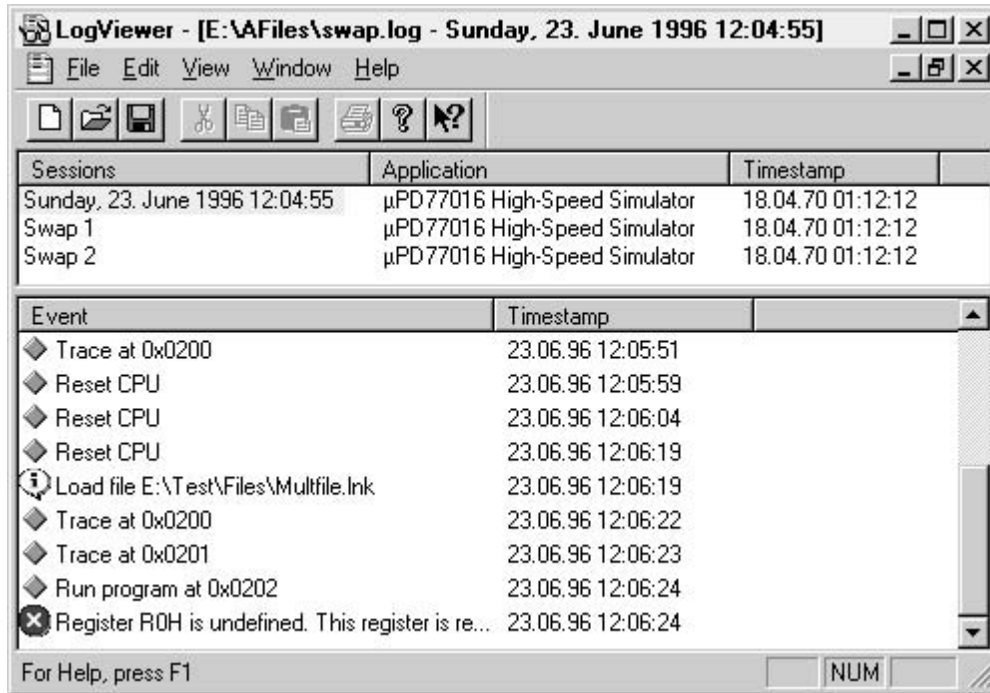 LogViewer - [E:\AFiles\swap.log - Sunday, 23. June 1996 12:04:55]
File Edit View Window Help
Sessions Application Timestamp
Sunday, 23. June 1996 12:04:55 µPD77016 High-Speed Simulator 18.04.70 01:12:12
Swap 1 µPD77016 High-Speed Simulator 18.04.70 01:12:12
Swap 2 µPD77016 High-Speed Simulator 18.04.70 01:12:12
Event Timestamp
Trace at 0x0200 23.06.96 12:05:51
Reset CPU 23.06.96 12:05:59
Reset CPU 23.06.96 12:06:04
Reset CPU 23.06.96 12:06:19
Load file E:\Test\Files\Multfile.lnk 23.06.96 12:06:19
Trace at 0x0200 23.06.96 12:06:22
Trace at 0x0201 23.06.96 12:06:23
Run program at 0x0202 23.06.96 12:06:24
Register R0H is undefined. This register is re... 23.06.96 12:06:24
For Help, press F1 NUM